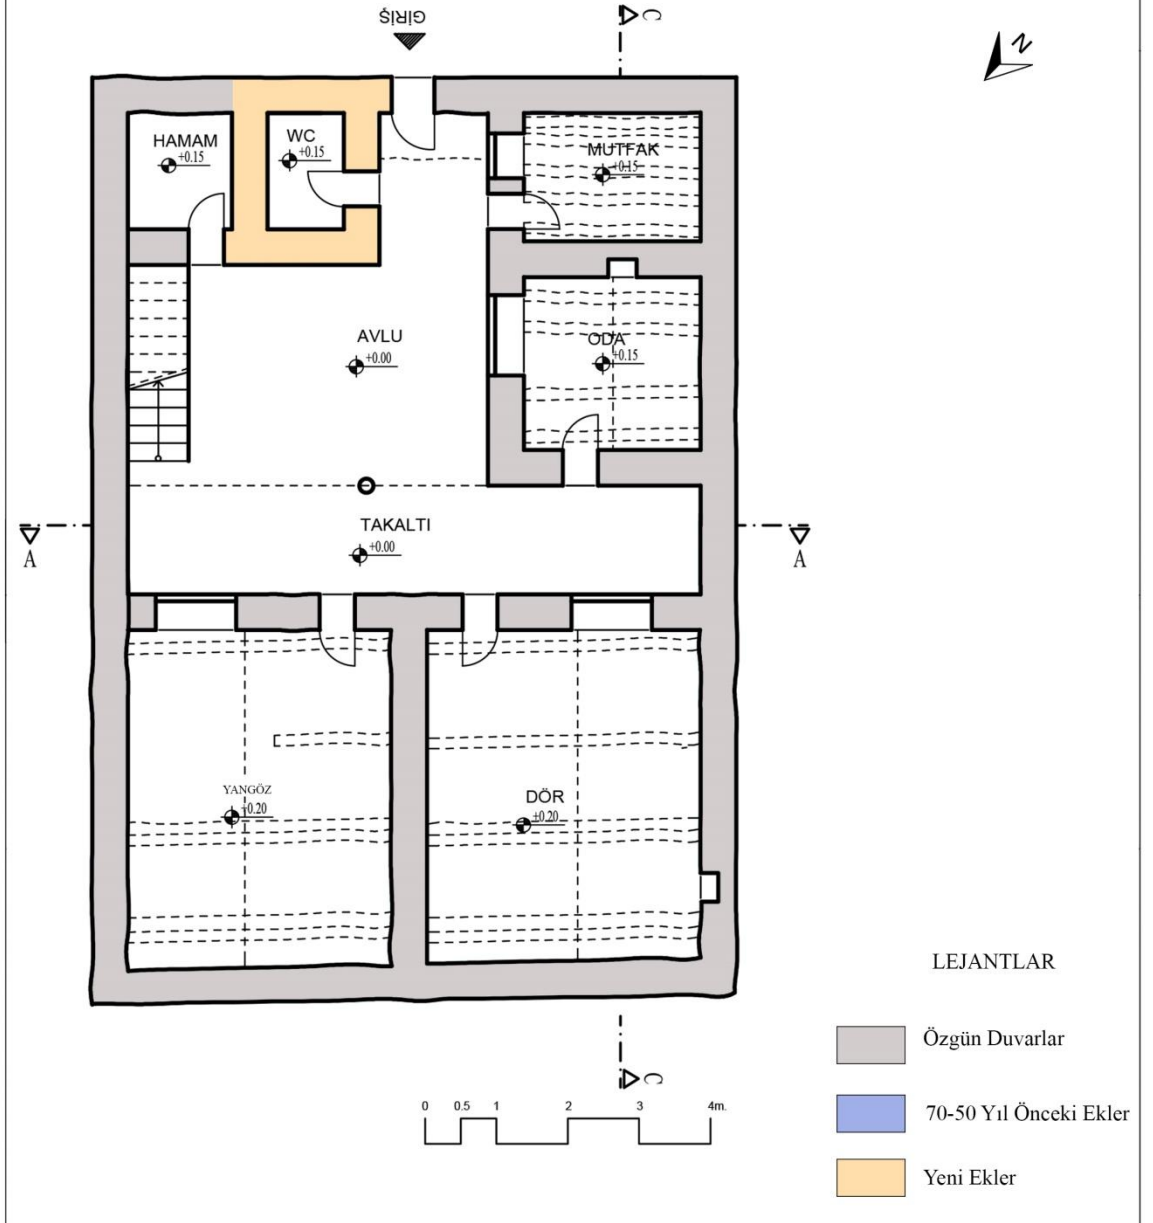 GİRİŞ
C
N
HAMAM
+0.15
WC
+0.15
MUTFAK
+0.15
AVLU
+0.00
ODA
+0.15
TAKALTI
+0.00
A
A
YANGÖZ
+0.20
DÖR
+0.20
LEJANTLAR
Özgün Duvarlar
70-50 Yıl Önceki Ekler
Yeni Ekler
C
0 0.5 1 2 3 4m.